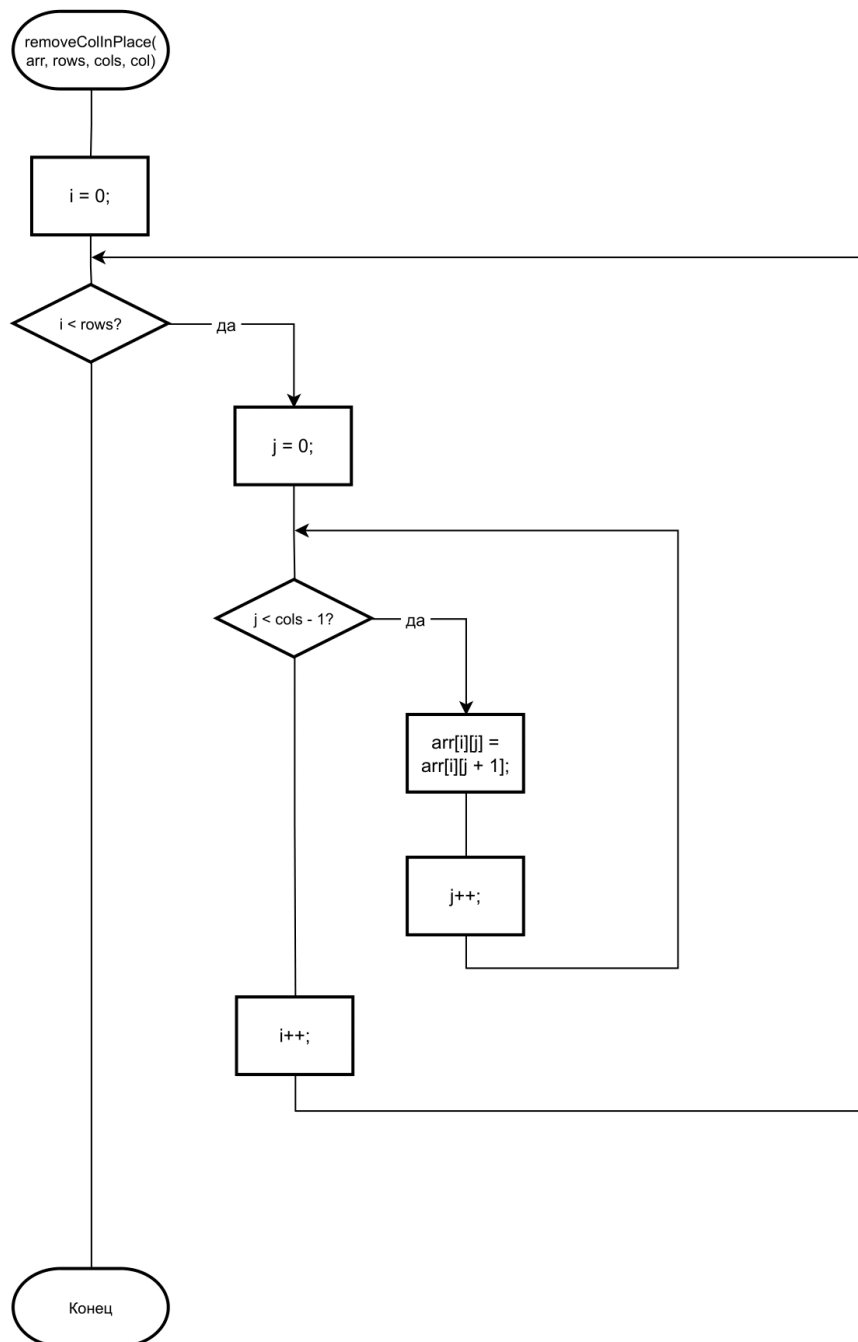 removeColInPlace(
arr, rows, cols, col)
i = 0;
i < rows?
да
j = 0;
j < cols - 1?
да
arr[i][j] =
arr[i][j + 1];
j++;
i++;
Конец